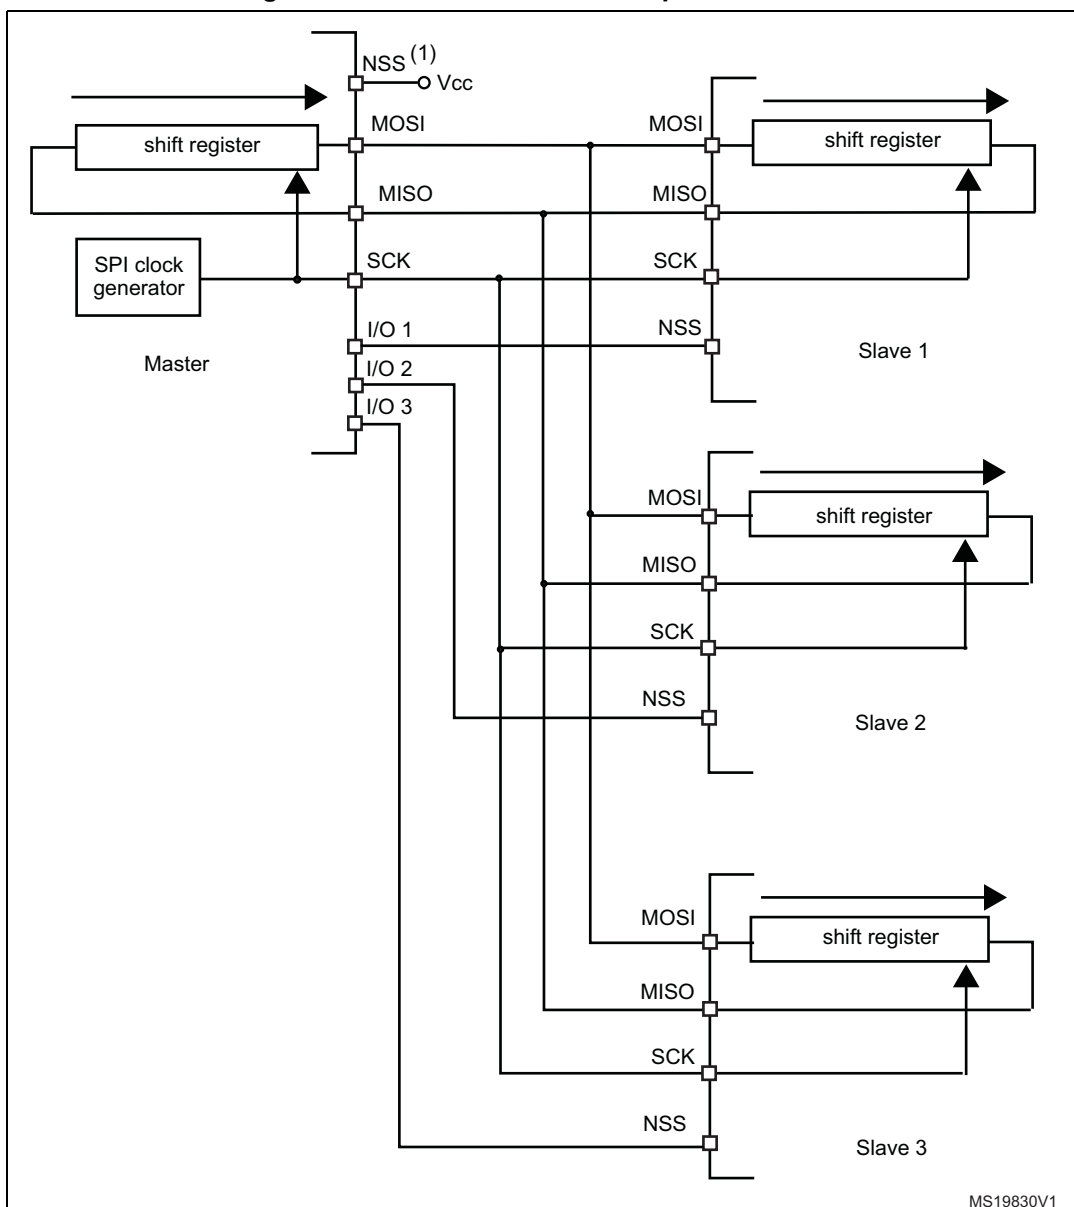 NSS (1)
Vcc
MOSI
shift register
MISO
SCK
SPI clock
generator
I/O 1
I/O 2
I/O 3
Master
MOSI
shift register
MISO
SCK
NSS
Slave 1
MOSI
shift register
MISO
SCK
NSS
Slave 2
MOSI
shift register
MISO
SCK
NSS
Slave 3
MS19830V1